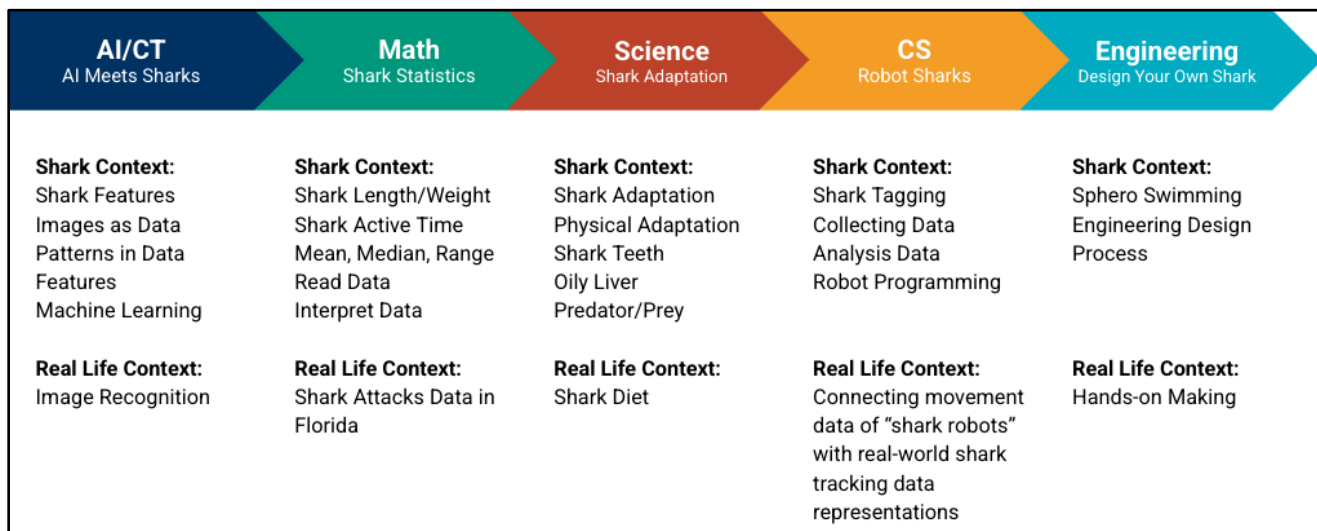 AI/CT
AI Meets Sharks
Math
Shark Statistics
Science
Shark Adaptation
CS
Robot Sharks
Engineering
Design Your Own Shark
Shark Context:
Shark Features
Images as Data
Patterns in Data
Features
Machine Learning
Real Life Context:
Image Recognition
Shark Context:
Shark Length/Weight
Shark Active Time
Mean, Median, Range
Read Data
Interpret Data
Real Life Context:
Shark Attacks Data in
Florida
Shark Context:
Shark Adaptation
Physical Adaptation
Shark Teeth
Oily Liver
Predator/Prey
Real Life Context:
Shark Diet
Shark Context:
Shark Tagging
Collecting Data
Analysis Data
Robot Programming
Real Life Context:
Connecting movement
data of “shark robots”
with real-world shark
tracking data
representations
Shark Context:
Sphero Swimming
Engineering Design
Process
Real Life Context:
Hands-on Making